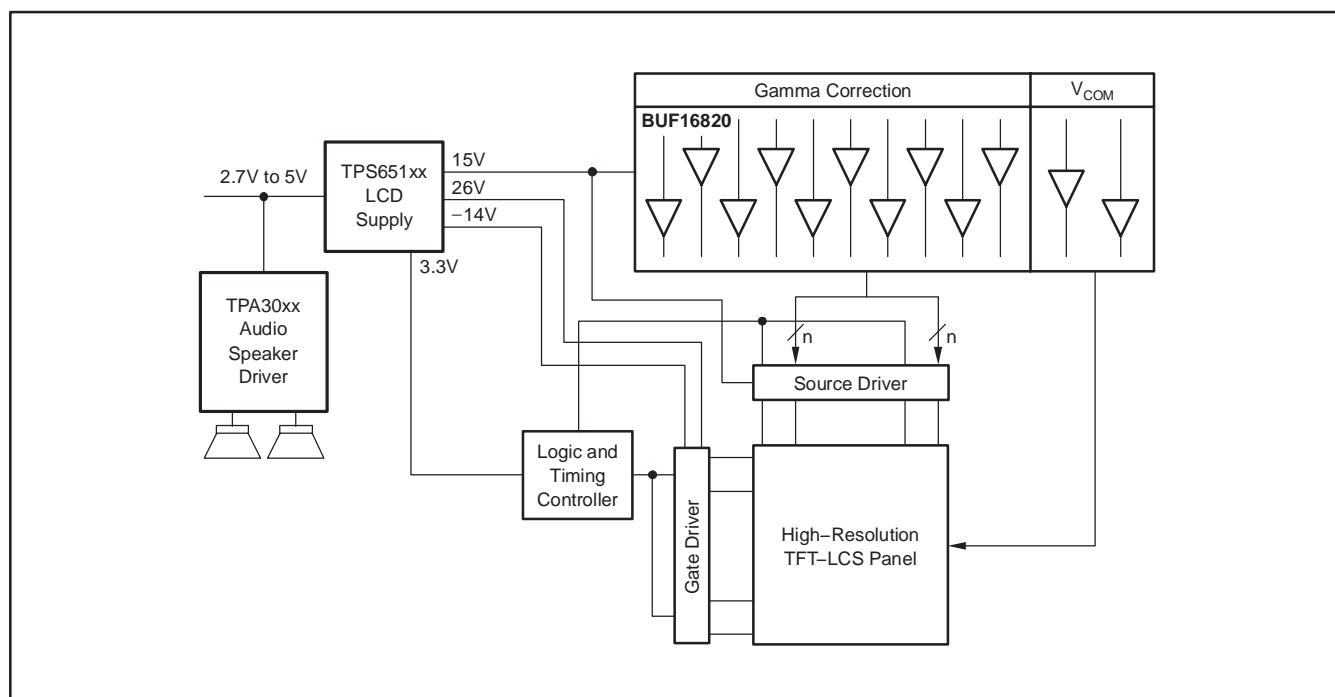 Gamma Correction
V_COM
BUF16820
2.7V to 5V
TPS651xx
LCD
Supply
15V
26V
−14V
3.3V
TPA30xx
Audio
Speaker
Driver
n
n
Source Driver
Logic and
Timing
Controller
Gate Driver
High−Resolution
TFT−LCS Panel